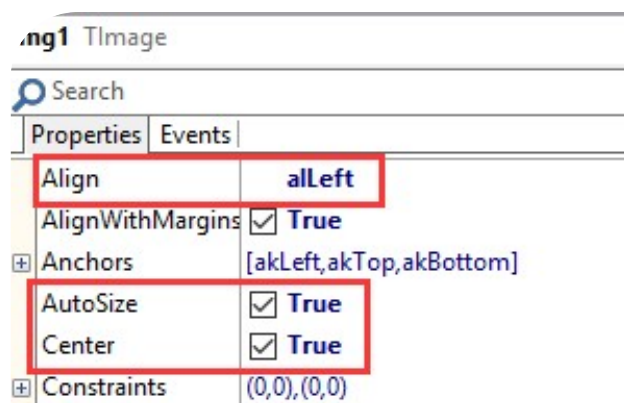 TImage
Search
Properties Events
Align alLeft
AlignWithMargins True
Anchors [akLeft,akTop,akBottom]
AutoSize True
Center True
Constraints (0,0),(0,0)